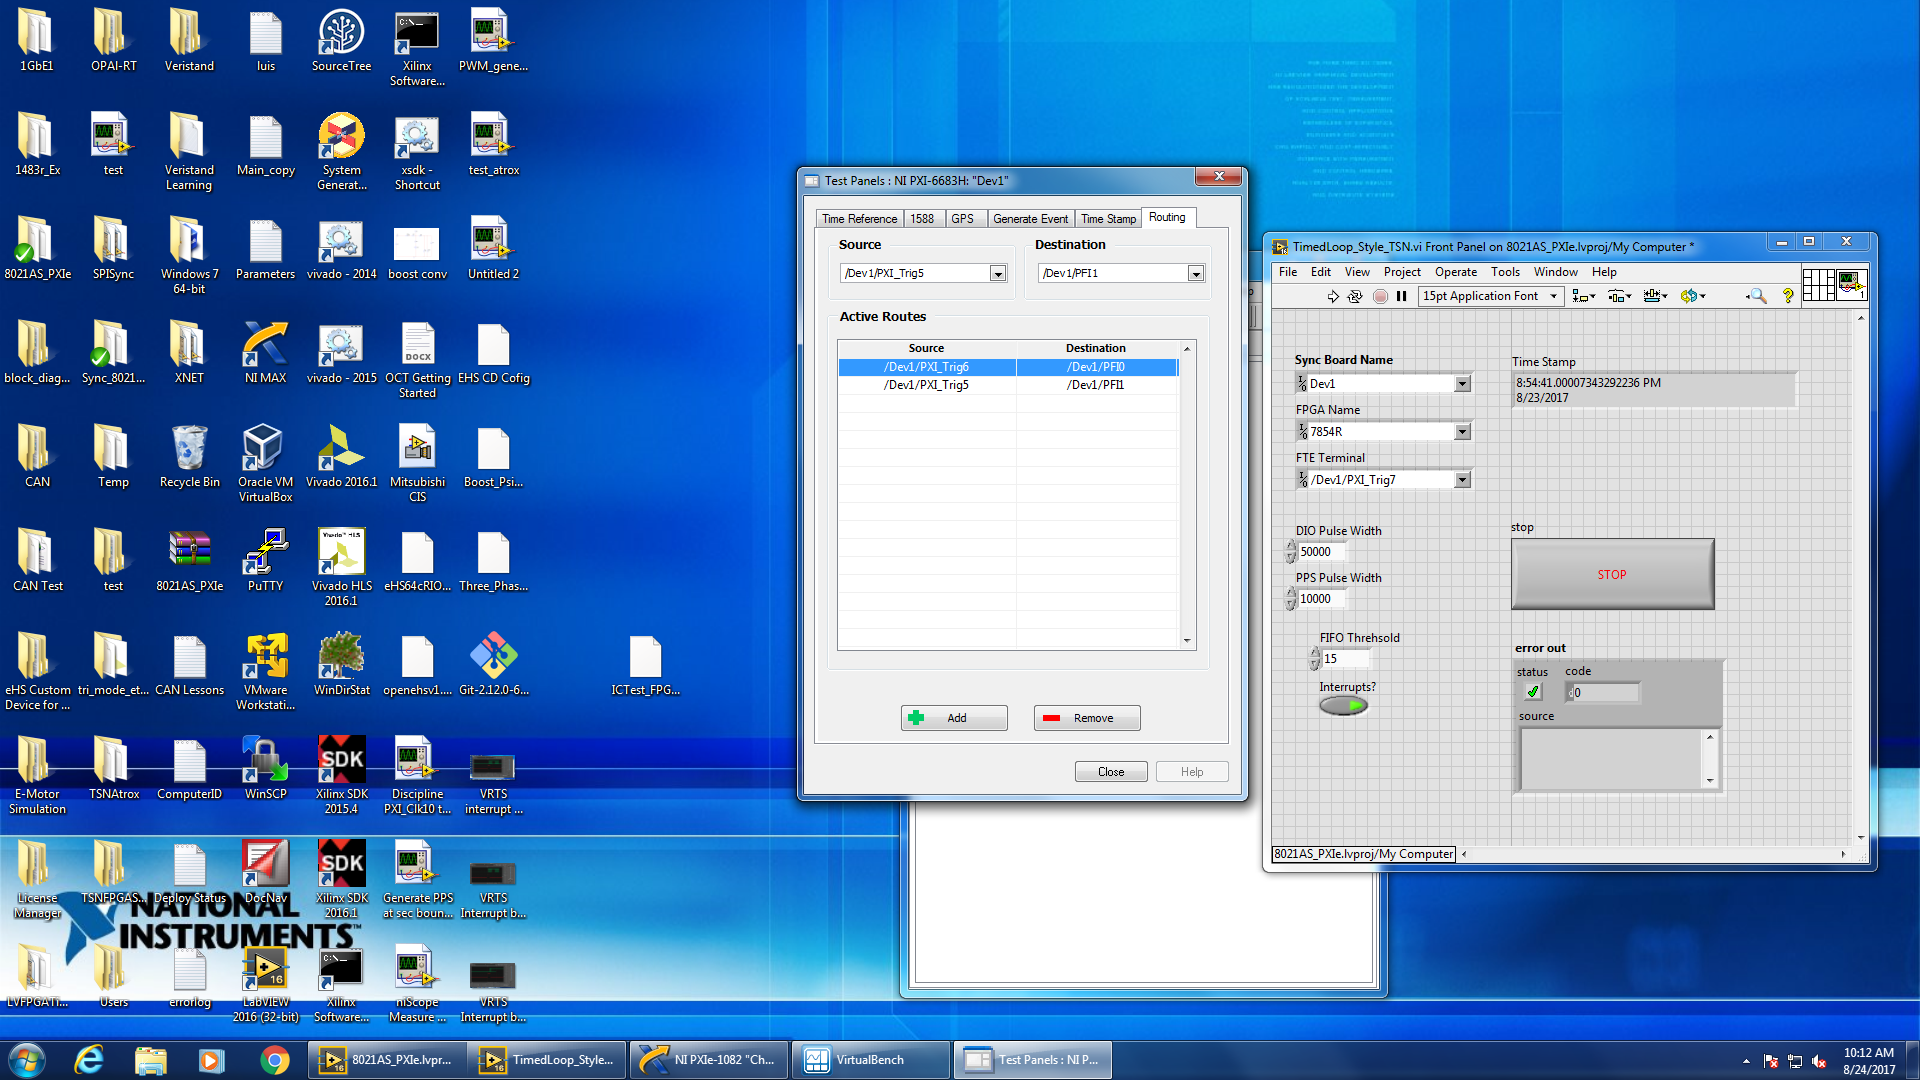 1GbE1
OPAI-RT
Veristand
luis
SourceTree
Xilinx
Software...
PWM_gene...
1483r_Ex
test
Veristand
Learning
Main_copy
System
Generat...
xsdk -
Shortcut
test_atrox
8021AS_PXIe
SPISync
Windows 7
64-bit
Parameters
vivado - 2014
boost conv
Untitled 2
block_diag...
Sync_8021...
XNET
NI MAX
vivado - 2015
DOCX
OCT Getting
Started
EHS CD Cofig
CAN
Temp
Recycle Bin
Oracle VM
VirtualBox
Vivado 2016.1
Mitsubishi
CIS
Boost_Psi...
CAN Test
test
8021AS_PXIe
PuTTY
Vivado HLS
Vivado HLS
2016.1
eHS64cRIO...
Three_Phas...
eHS Custom
Device for ...
tri_mode_et...
CAN Lessons
VMware
Workstati...
WinDirStat
openehsv1....
Git-2.12.0-6...
ICTest_FPG...
E-Motor
Simulation
TSNAtrox
ComputerID
WinSCP
SDK
Xilinx SDK
2015.4
Discipline
PXI_Clk10 t...
VRTS
interrupt ...
License
Manager
TSNFPGAS...
Deploy Status
DocNav
SDK
Xilinx SDK
2016.1
Generate PPS
at sec boun...
VRTS
Interrupt b...
NATIONAL
INSTRUMENTS™
LVFPGATi...
Users
errorlog
16
LabVIEW
2016 (32-bit)
Xilinx
Software...
niScope
Measure ...
VRTS
Interrupt b...
Test Panels : NI PXI-6683H: "Dev1"
Time Reference
1588
GPS
Generate Event
Time Stamp
Routing
Source
Destination
/Dev1/PXI_Trig5
/Dev1/PFI1
Active Routes
Source
Destination
/Dev1/PXI_Trig6
/Dev1/PFI0
/Dev1/PXI_Trig5
/Dev1/PFI1
Add
Remove
Close
Help
TimedLoop_Style_TSN.vi Front Panel on 8021AS_PXIe.lvproj/My Computer *
File
Edit
View
Project
Operate
Tools
Window
Help
15pt Application Font
1
Sync Board Name
Dev1
FPGA Name
7854R
FTE Terminal
/Dev1/PXI_Trig7
Time Stamp
8:54:41.00007343292236 PM
8/23/2017
DIO Pulse Width
50000
PPS Pulse Width
10000
FIFO Threhsold
15
Interrupts?
stop
STOP
error out
status
code
0
source
8021AS_PXIe.lvproj/My Computer
8021AS_PXIe.lvpr...
TimedLoop_Style...
NI PXIe-1082 "Ch...
VirtualBench
Test Panels : NI P...
10:12 AM
8/24/2017